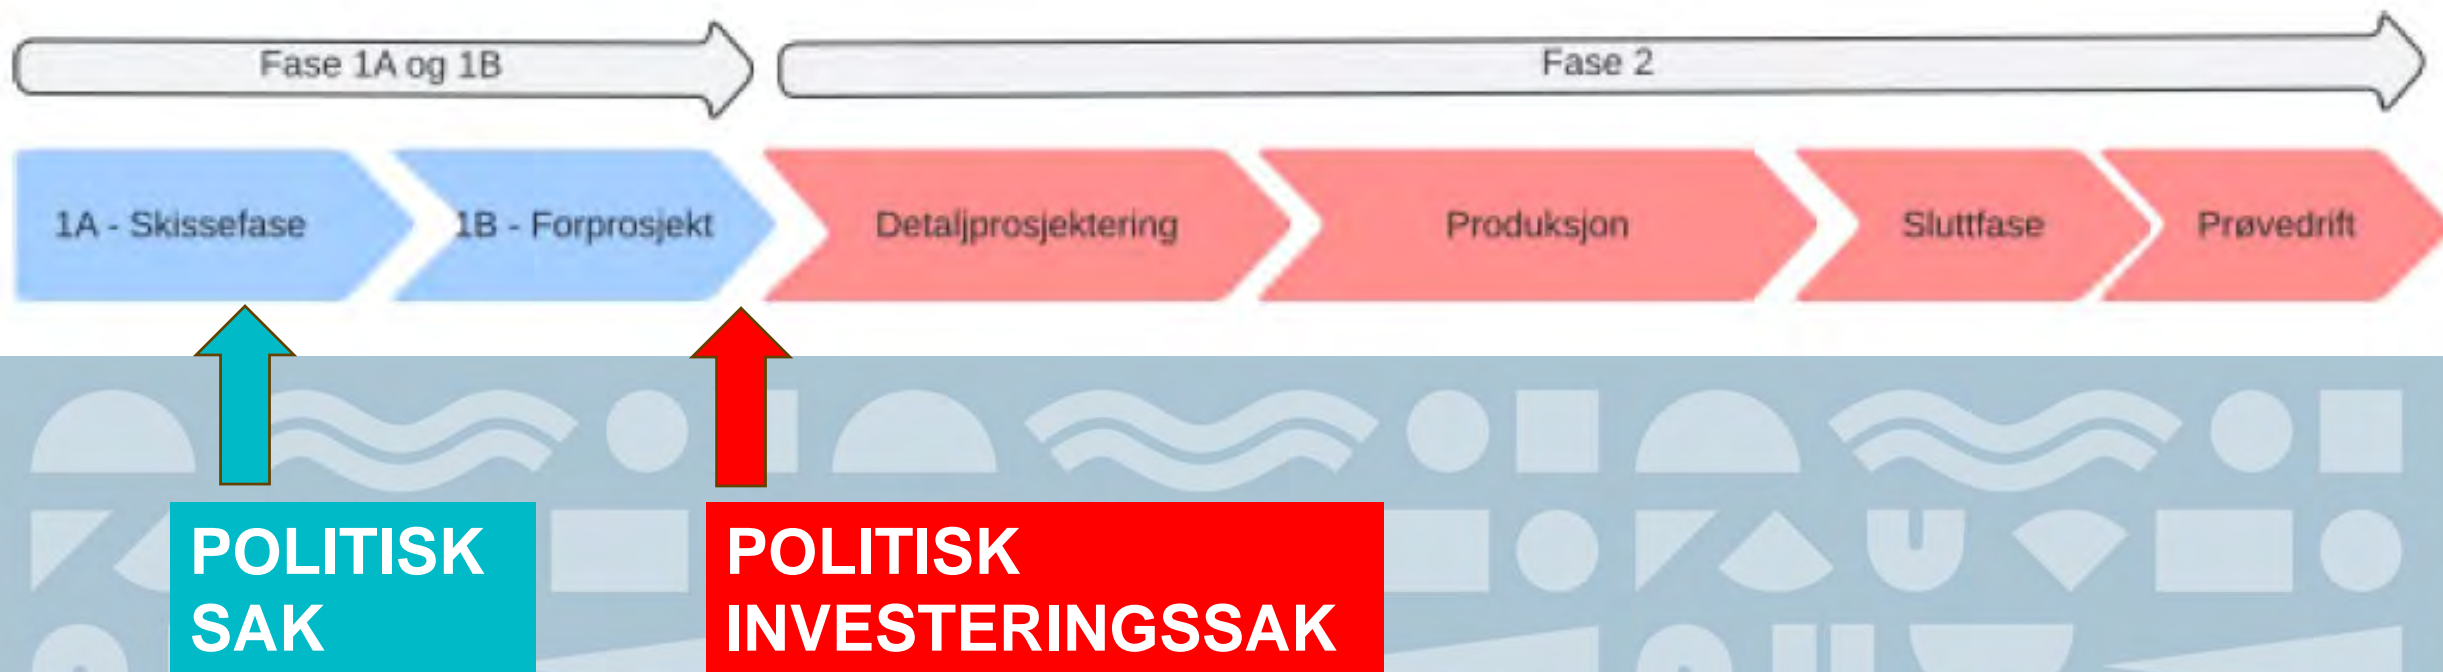 Fase 1A og 1B
Fase 2
1A - Skissefase
1B - Forprosjekt
Detaljprosjektering
Produksjon
Sluttfase
Prøvedrift
POLITISK
SAK
POLITISK
INVESTERINGSSAK